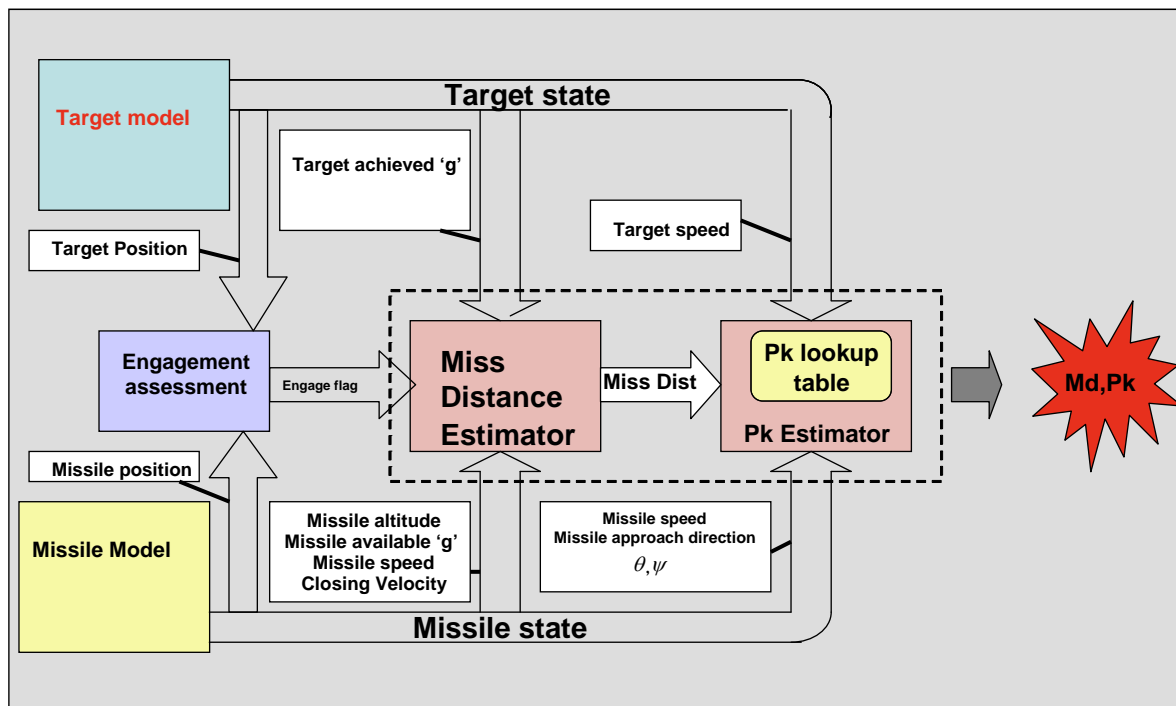 Target model
Target state
Target achieved ‘g’
Target speed
Target Position
Engagement
assessment
Engage flag
Miss
Distance
Estimator
Miss Dist
Pk lookup
table
Pk Estimator
Md,Pk
Missile position
Missile Model
Missile altitude
Missile available ‘g’
Missile speed
Closing Velocity
Missile speed
Missile approach direction
θ,ψ
Missile state